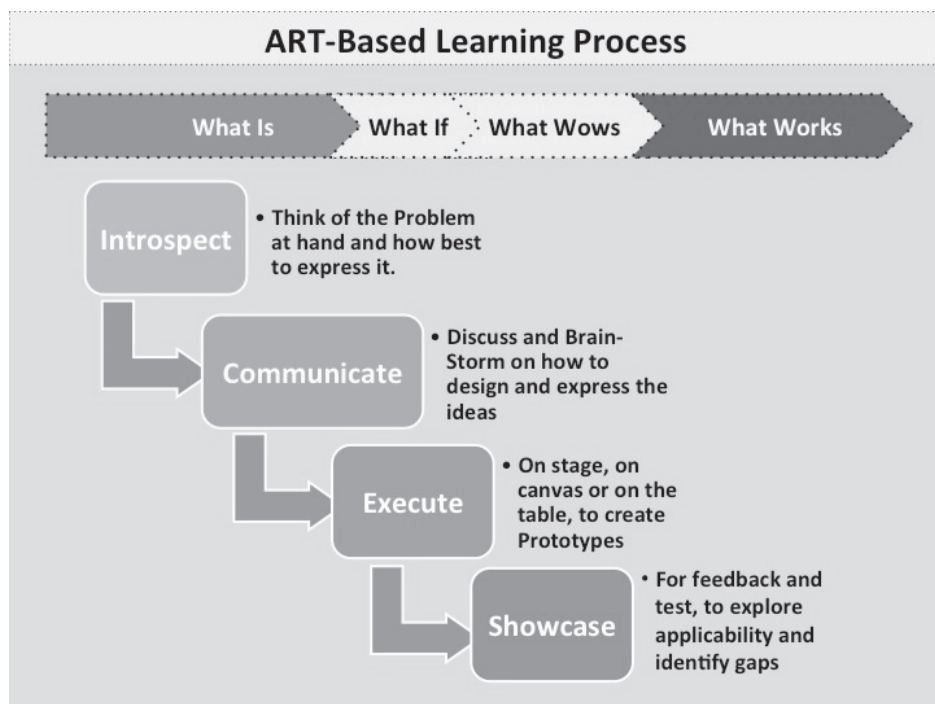 ART-Based Learning Process
What Is
What If
What Wows
What Works
Introspect
• Think of the Problem
at hand and how best
to express it.
Communicate
• Discuss and Brain-
Storm on how to
design and express the
ideas
Execute
• On stage, on
canvas or on the
table, to create
Prototypes
Showcase
• For feedback and
test, to explore
applicability and
identify gaps